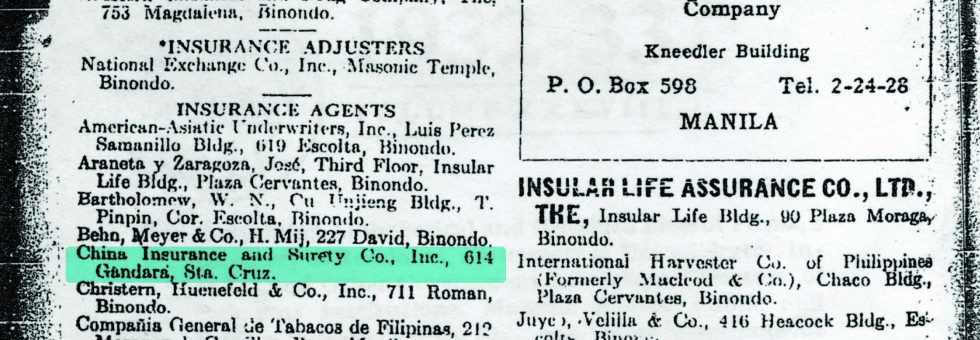 753 Magdalena, Binondo.
*INSURANCE ADJUSTERS
National Exchange Co., Inc., Masonic Temple,
Binondo.
INSURANCE AGENTS
American-Asiatic Underwriters, Inc., Luis Perez
Samanillo Bldg., 619 Escolta, Binondo.
Araneta y Zaragoza, José, Third Floor, Insular
Life Bldg., Plaza Cervantes, Binondo.
Bartholomew, W. N., Cu Unjieng Bldg., T.
Pinpin, Cor. Escolta, Binondo.
Behn, Meyer & Co., H. Mij, 227 David, Binondo.
China Insurance and Surety Co., Inc., 614
Gandara, Sta. Cruz.
Christern, Huenefeld & Co., Inc., 711 Roman,
Binondo.
Compañia General de Tabacos de Filipinas, 212
Company
Kneedler Building
P. O. Box 598 Tel. 2-24-28
MANILA
INSULAR LIFE ASSURANCE CO., LTD.,
THE, Insular Life Bldg., 90 Plaza Moraga,
Binondo.
International Harvester Co. of Philippines
(Formerly Macleod & Co.), Chaco Bldg.,
Plaza Cervantes, Binondo.
Velilla & Co., 416 Heacock Bldg., Es-